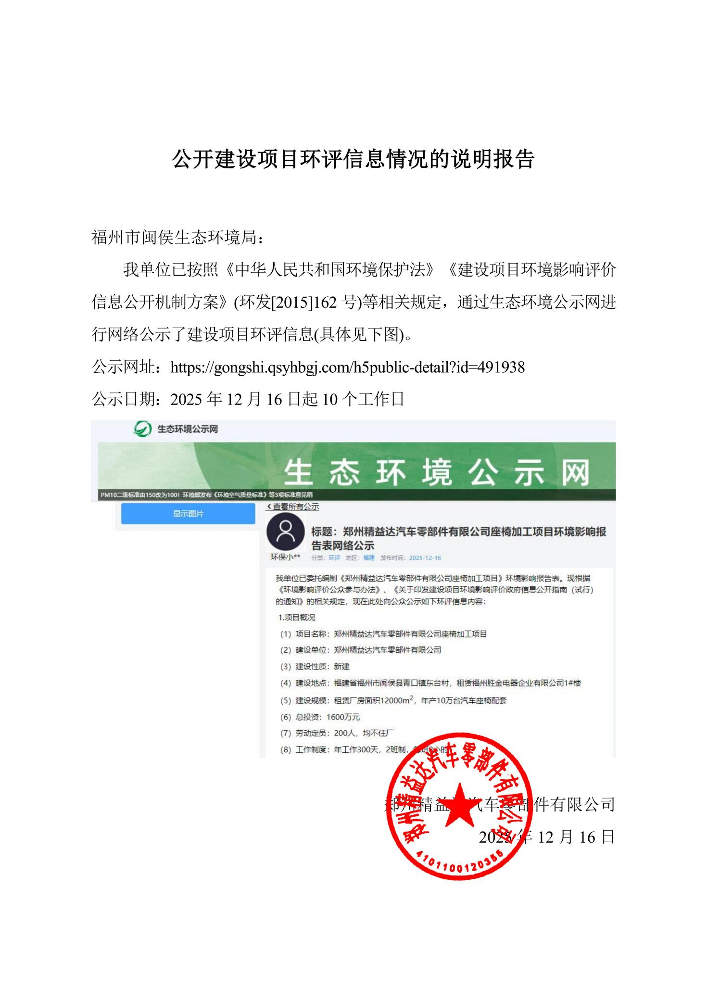 公开建设项目环评信息情况的说明报告
福州市闽侯生态环境局：
我单位已按照《中华人民共和国环境保护法》《建设项目环境影响评价
信息公开机制方案》(环发[2015]162 号)等相关规定，通过生态环境公示网进
行网络公示了建设项目环评信息(具体见下图)。
公示网址：https://gongshi.qsyhbgj.com/h5public-detail?id=491938
公示日期：2025 年 12 月 16 日起 10 个工作日
生态环境公示网
生态环境公示网
PM10二级标准由150改为100！环境部发布《环境空气质量标准》等3项标准意见稿
显示图片
查看所有公示
标题：郑州精益达汽车零部件有限公司座椅加工项目环境影响报
告表网络公示
环保小**
分类：环评 地区：福建 发布时间：2025-12-16
我单位已委托编制《郑州精益达汽车零部件有限公司座椅加工项目》环境影响报告表。现根据
《环境影响评价公众参与办法》、《关于印发建设项目环境影响评价政府信息公开指南（试行）
的通知》的相关规定，现在此处向公众公示如下环评信息内容：
1.项目概况
（1）项目名称：郑州精益达汽车零部件有限公司座椅加工项目
（2）建设单位：郑州精益达汽车零部件有限公司
（3）建设性质：新建
（4）建设地点：福建省福州市闽侯县青口镇东台村，租赁福州胜金电器企业有限公司1#楼
（5）建设规模：租赁厂房面积12000m²，年产10万台汽车座椅配套
（6）总投资：1600万元
（7）劳动定员：200人，均不住厂
（8）工作制度：年工作300天，2班制，每班8小时
郑州精益达汽车零部件有限公司
郑州精益达汽车零部件有限公司
2025 年 12 月 16 日
4101100120355